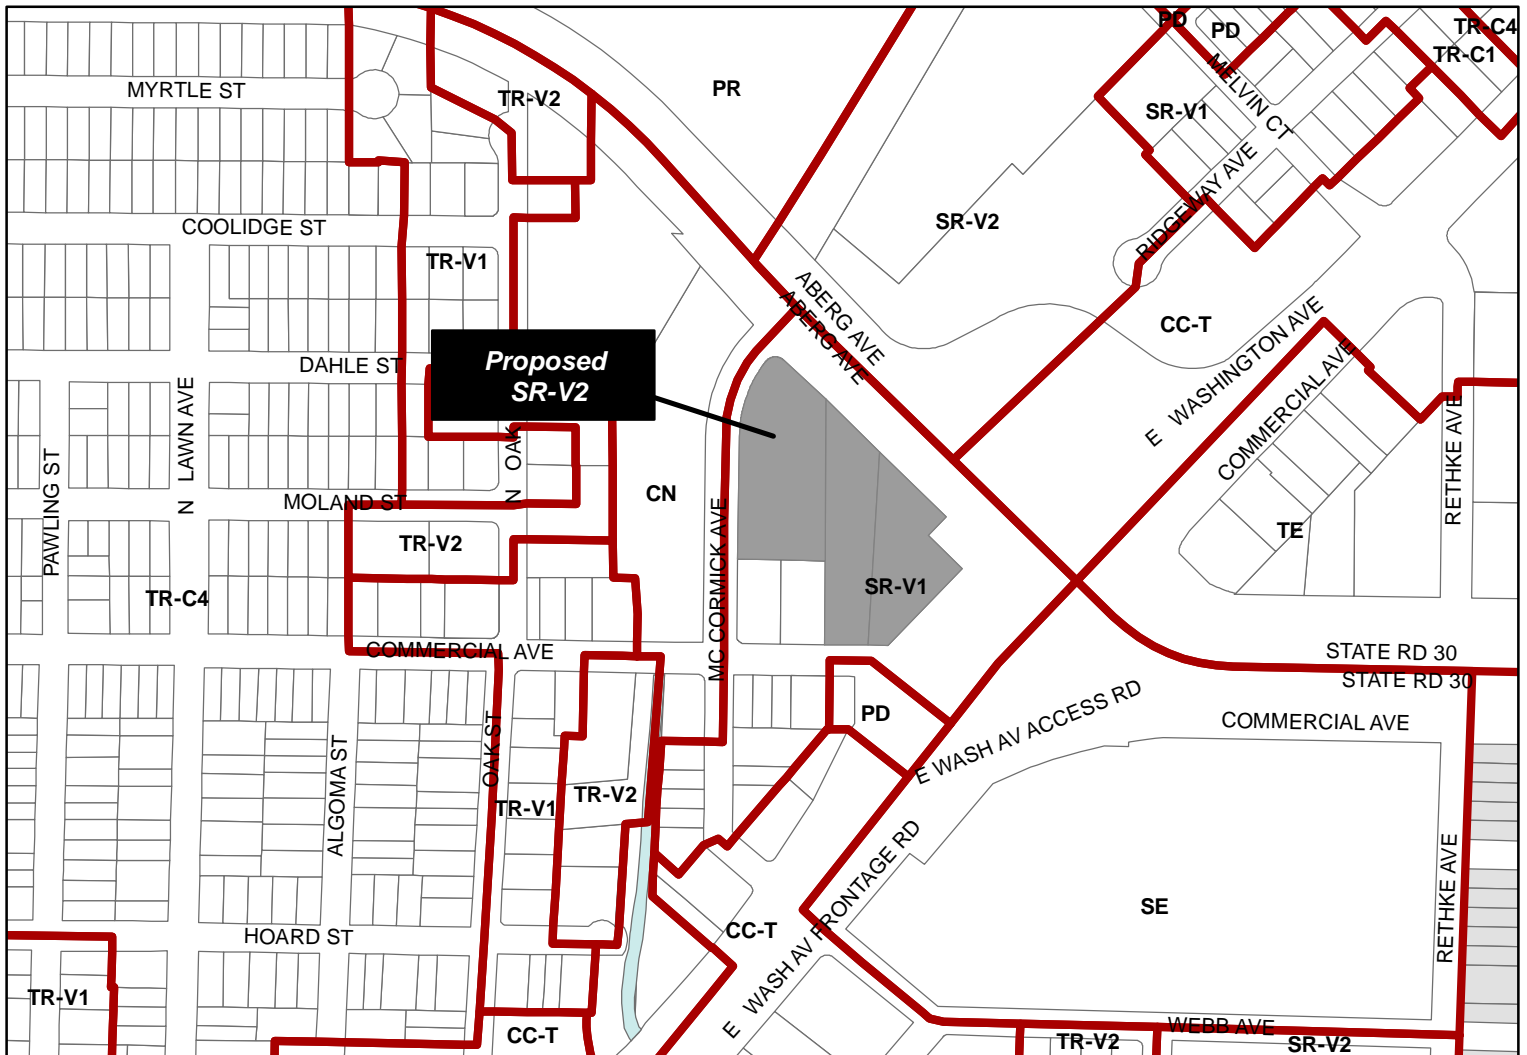 PD
PD
TR-C4
TR-C1
MYRTLE ST
TR-V2
PR
MELVIN CT
SR-V1
COOLIDGE ST
SR-V2
RIDGEWAY AVE
TR-V1
ABERG AVE
ABERG AVE
CC-T
E WASHINGTON AVE
DAHLE ST
Proposed
SR-V2
COMMERCIAL AVE
N LAWN AVE
N OAK
RETHKE AVE
PAWLING ST
MOLAND ST
CN
MC CORMICK AVE
TR-V2
TE
SR-V1
TR-C4
COMMERCIAL AVE
STATE RD 30
STATE RD 30
PD
COMMERCIAL AVE
E WASH AV ACCESS RD
OAK ST
ALGOMA ST
TR-V1
TR-V2
E WASH AV FRONTAGE RD
RETHKE AVE
SE
CC-T
HOARD ST
TR-V1
CC-T
WEBB AVE
TR-V2
SR-V2